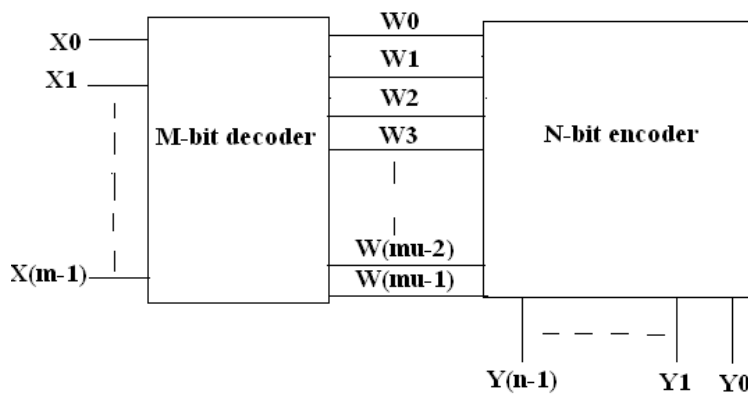 X0
X1
X(m-1)
M-bit decoder
W0
W1
W2
W3
W(mu-2)
W(mu-1)
N-bit encoder
Y(n-1) Y1 Y0